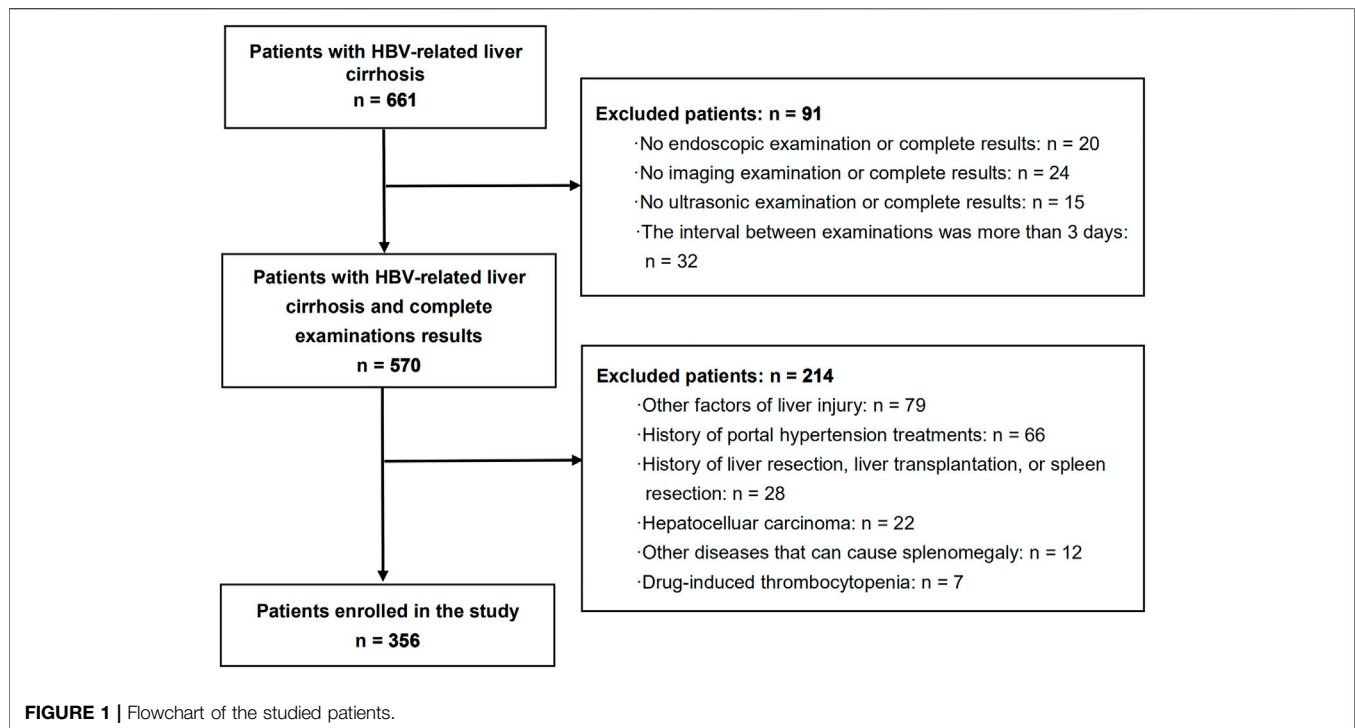 Patients with HBV-related liver
cirrhosis
n = 661
Excluded patients: n = 91
·No endoscopic examination or complete results: n = 20
·No imaging examination or complete results: n = 24
·No ultrasonic examination or complete results: n = 15
·The interval between examinations was more than 3 days:
n = 32
Patients with HBV-related liver
cirrhosis and complete
examinations results
n = 570
Excluded patients: n = 214
·Other factors of liver injury: n = 79
·History of portal hypertension treatments: n = 66
·History of liver resection, liver transplantation, or spleen
resection: n = 28
·Hepatocelluar carcinoma: n = 22
·Other diseases that can cause splenomegaly: n = 12
·Drug-induced thrombocytopenia: n = 7
Patients enrolled in the study
n = 356
FIGURE 1 | Flowchart of the studied patients.